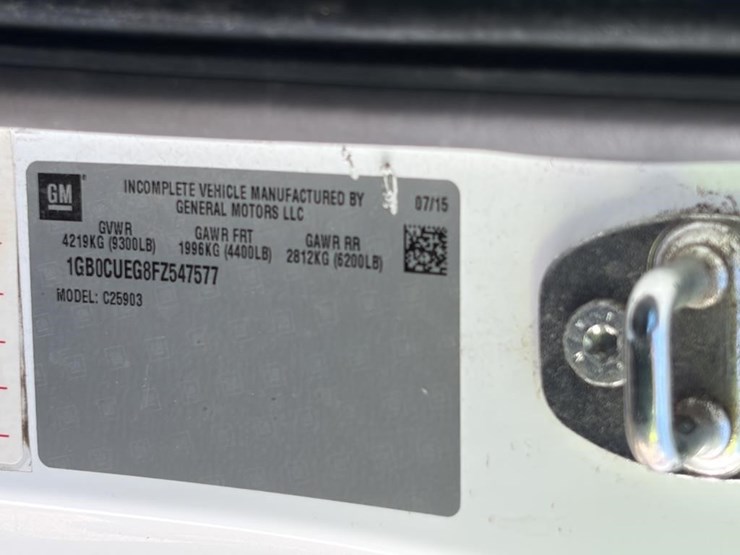 GM
INCOMPLETE VEHICLE MANUFACTURED BY
GENERAL MOTORS LLC
07/15
GVWR GAWR FRT GAWR RR
4219KG (9300LB) 1996KG (4400LB) 2812KG (6200LB)
1GB0CUEG8FZ547577
MODEL: C25903